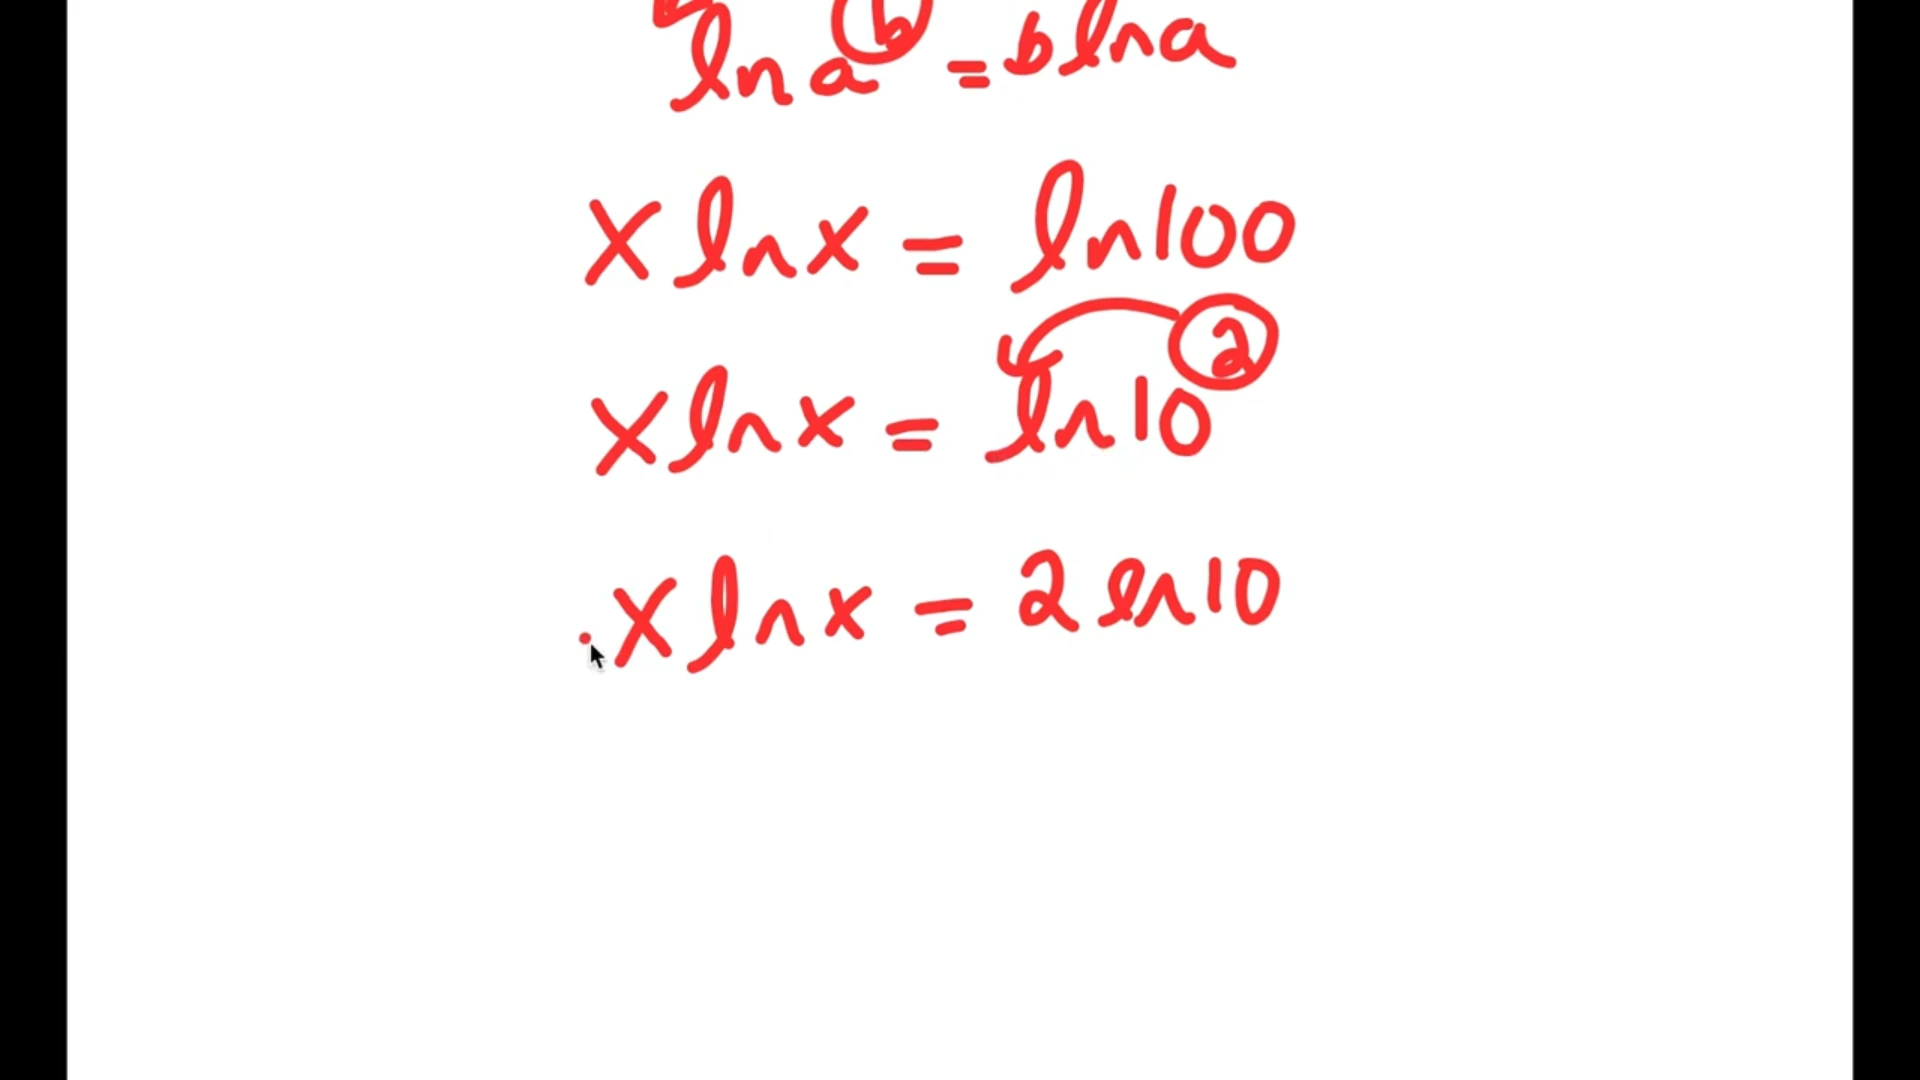 ln a^b = b ln a
x ln x = ln 100
x ln x = ln 10^2
x ln x = 2 ln 10